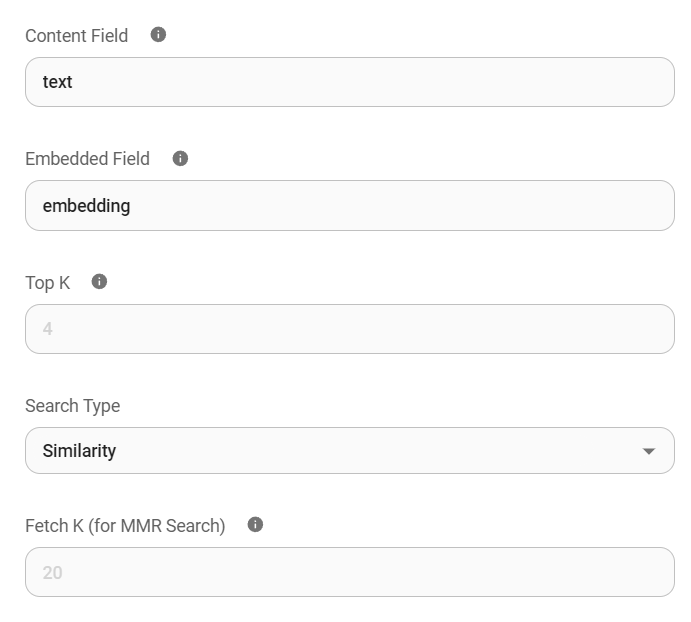 Content Field
text
Embedded Field
embedding
Top K
4
Search Type
Similarity
Fetch K (for MMR Search)
20